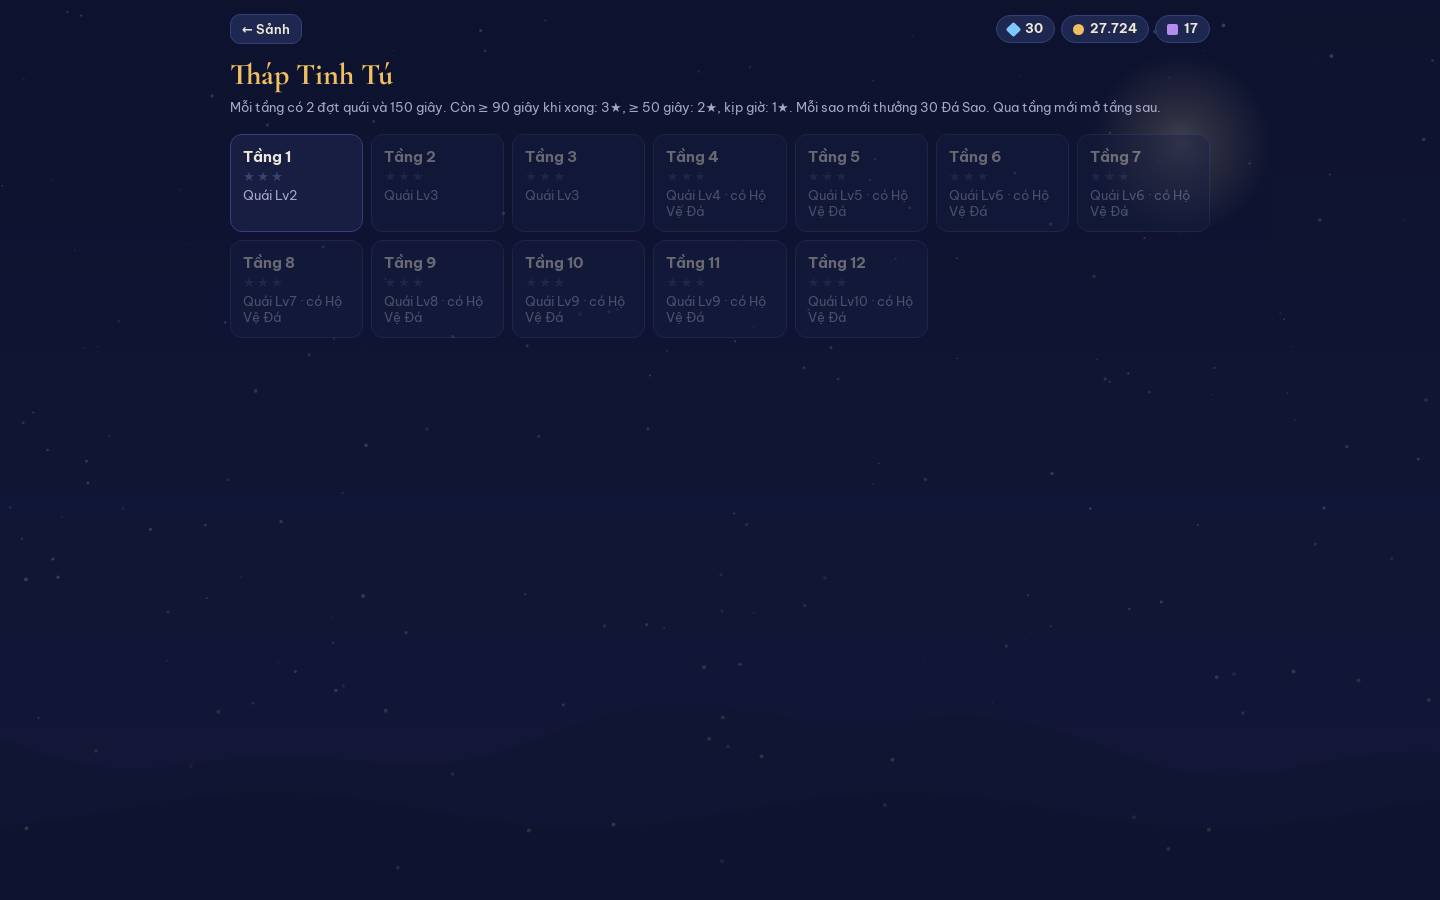 ← Sảnh
30
27.724
17
Tháp Tinh Tú
Mỗi tầng có 2 đợt quái và 150 giây. Còn ≥ 90 giây khi xong: 3★, ≥ 50 giây: 2★, kịp giờ: 1★. Mỗi sao mới thưởng 30 Đá Sao. Qua tầng mới mở tầng sau.
Tầng 1
★★★
Quái Lv2
Tầng 2
★★★
Quái Lv3
Tầng 3
★★★
Quái Lv3
Tầng 4
★★★
Quái Lv4 · có Hộ
Vệ Đá
Tầng 5
★★★
Quái Lv5 · có Hộ
Vệ Đá
Tầng 6
★★★
Quái Lv6 · có Hộ
Vệ Đá
Tầng 7
★★★
Quái Lv6 · có Hộ
Vệ Đá
Tầng 8
★★★
Quái Lv7 · có Hộ
Vệ Đá
Tầng 9
★★★
Quái Lv8 · có Hộ
Vệ Đá
Tầng 10
★★★
Quái Lv9 · có Hộ
Vệ Đá
Tầng 11
★★★
Quái Lv9 · có Hộ
Vệ Đá
Tầng 12
★★★
Quái Lv10 · có Hộ
Vệ Đá